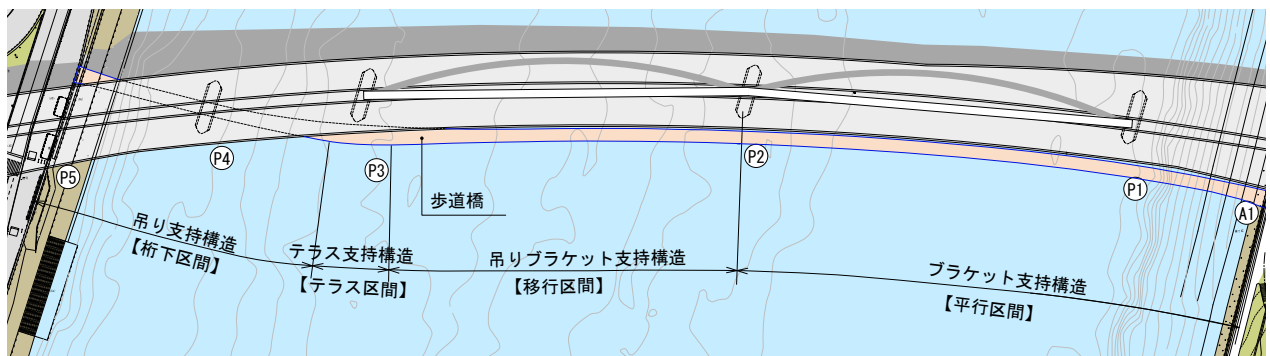 P4
P5
P3
P2
P1
A1
歩道橋
吊り支持構造
【桁下区間】
テラス支持構造
【テラス区間】
吊りブラケット支持構造
【移行区間】
ブラケット支持構造
【平行区間】